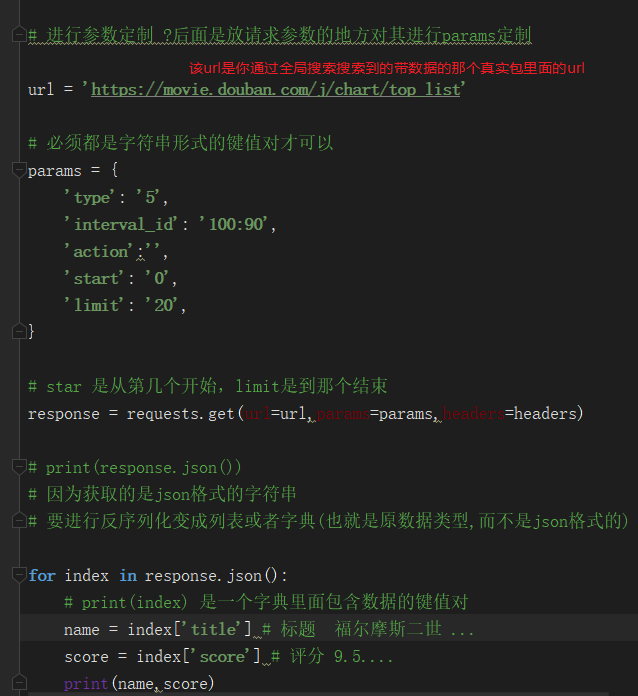 # 进行参数定制 ?后面是放请求参数的地方对其进行params定制
该url是你通过全局搜索搜索到的带数据的那个真实包里面的url
url = 'https://movie.douban.com/j/chart/top_list'
# 必须都是字符串形式的键值对才可以
params = {
'type': '5',
'interval_id': '100:90',
'action':'',
'start': '0',
'limit': '20',
}
# star 是从第几个开始, limit是到那个结束
response = requests.get(url=url,params=params,headers=headers)
# print(response.json())
# 因为获取的是json格式的字符串
# 要进行反序列化变成列表或者字典(也就是原数据类型,而不是json格式的)
for index in response.json():
# print(index) 是一个字典里面包含数据的键值对
name = index['title'] # 标题 福尔摩斯二世 ...
score = index['score'] # 评分 9.5....
print(name,score)